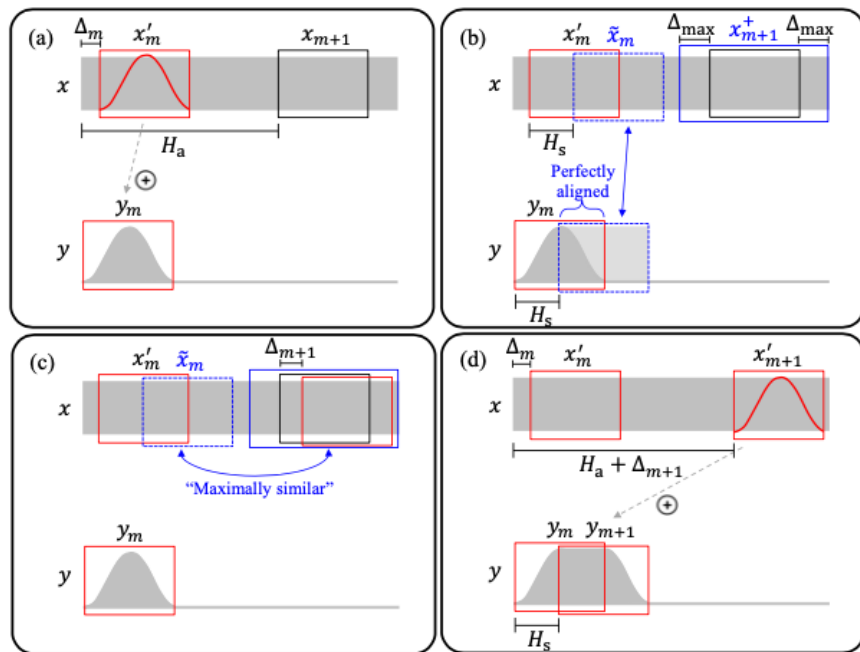 (a)
Δₘ x′ₘ xₘ₊₁
x
Hₐ
+
yₘ
y
(b)
x′ₘ x̃ₘ Δₘₐₓ x⁺ₘ₊₁ Δₘₐₓ
x
Hₛ
Perfectly
aligned
yₘ
y
Hₛ
(c)
x′ₘ x̃ₘ Δₘ₊₁
x
“Maximally similar”
yₘ
y
(d)
Δₘ x′ₘ x′ₘ₊₁
x
Hₐ + Δₘ₊₁
+
yₘ yₘ₊₁
y
Hₛ